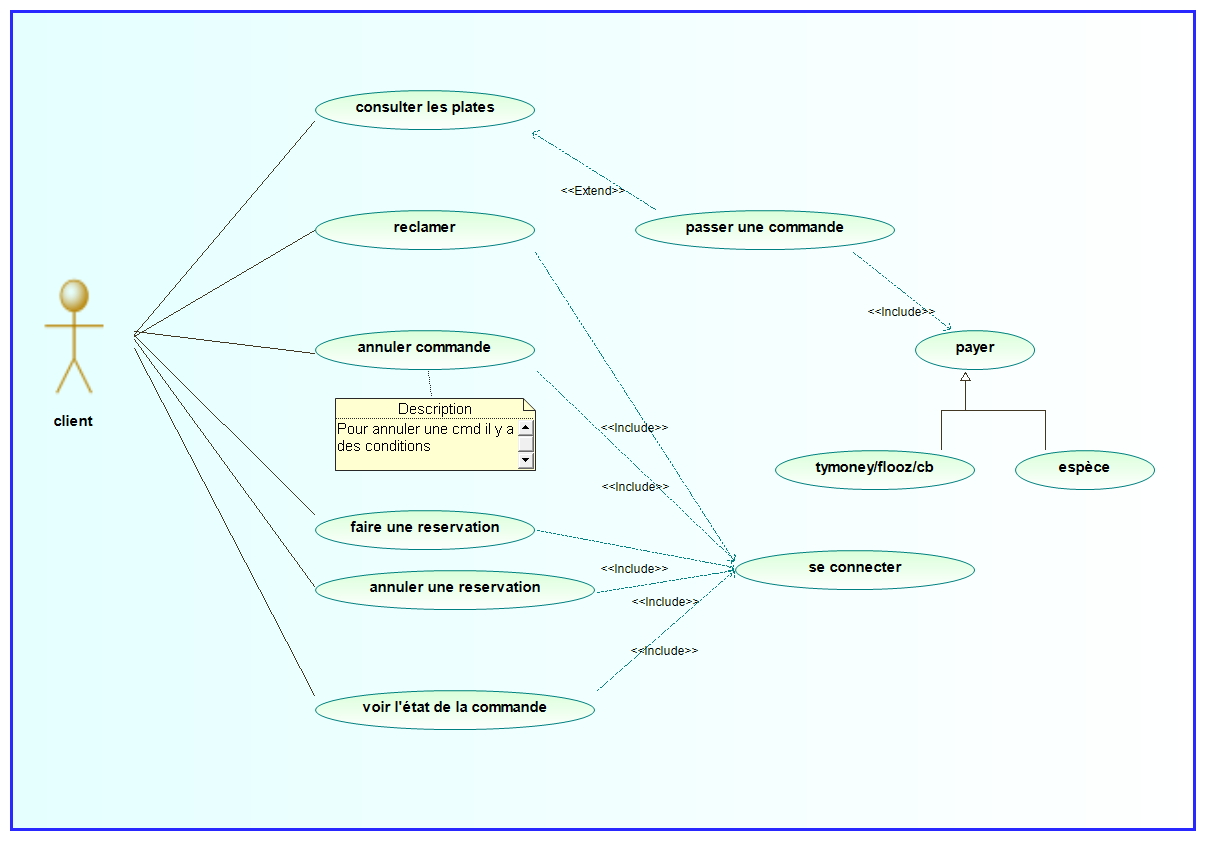 consulter les plates
<<Extend>>
reclamer
passer une commande
<<Include>>
annuler commande
payer
client
Description
Pour annuler une cmd il y a
des conditions
<<Include>>
tymoney/flooz/cb
espèce
<<Include>>
faire une reservation
<<Include>>
se connecter
annuler une reservation
<<Include>>
<<Include>>
voir l'état de la commande